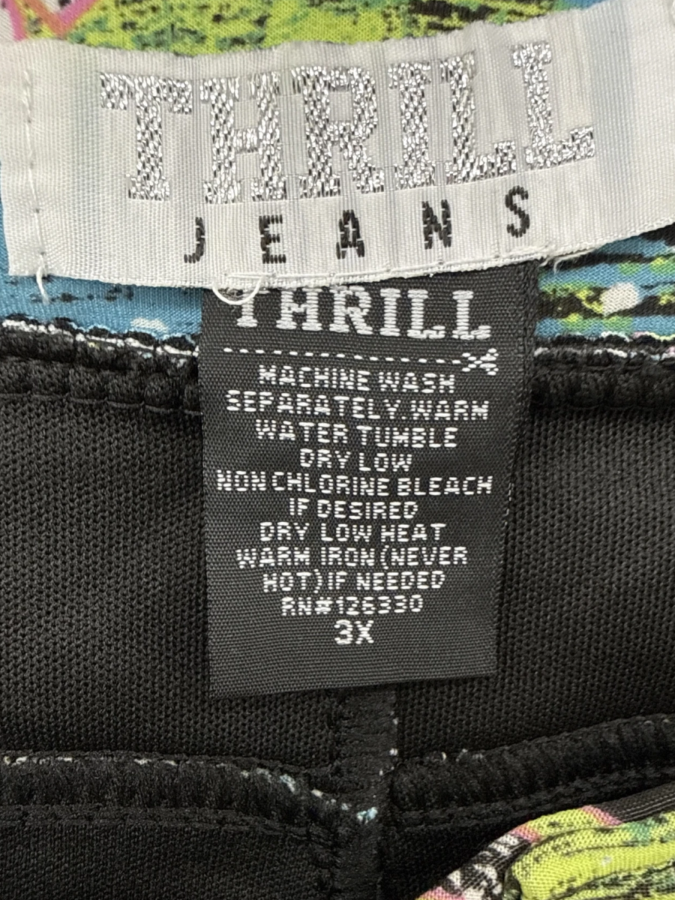 THRILL
JEANS
THRILL
MACHINE WASH
SEPARATELY. WARM
WATER TUMBLE
DRY LOW
NON CHLORINE BLEACH
IF DESIRED
DRY LOW HEAT
WARM IRON (NEVER
HOT) IF NEEDED
RN#126330
3X